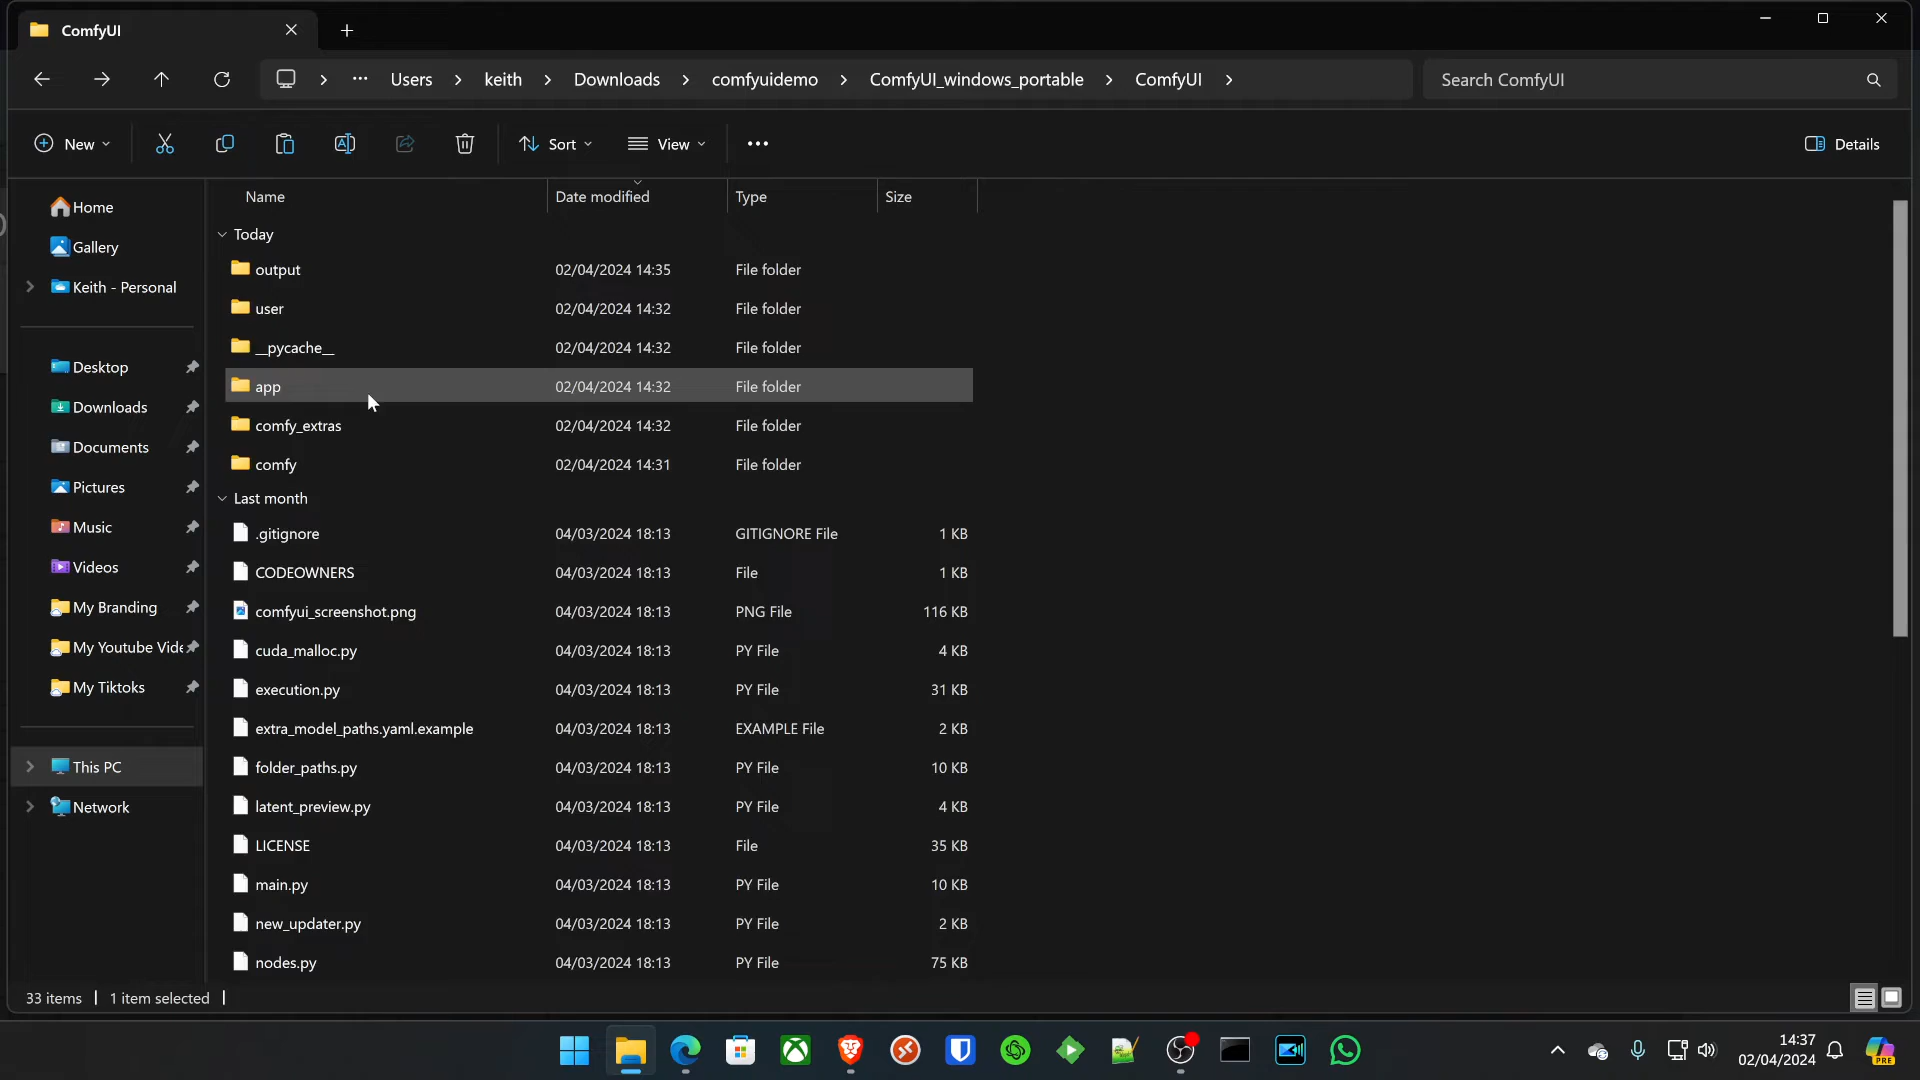 ComfyUI
Users > keith > Downloads > comfyuidemo > ComfyUI_windows_portable > ComfyUI >
Search ComfyUI
New
Sort
View
Details
Name Date modified Type Size
Home
Gallery
Keith - Personal
Desktop
Downloads
Documents
Pictures
Music
Videos
My Branding
My Youtube Vide
My Tiktoks
This PC
Network
Today
output 02/04/2024 14:35 File folder
user 02/04/2024 14:32 File folder
__pycache__ 02/04/2024 14:32 File folder
app 02/04/2024 14:32 File folder
comfy_extras 02/04/2024 14:32 File folder
comfy 02/04/2024 14:31 File folder
Last month
.gitignore 04/03/2024 18:13 GITIGNORE File 1 KB
CODEOWNERS 04/03/2024 18:13 File 1 KB
comfyui_screenshot.png 04/03/2024 18:13 PNG File 116 KB
cuda_malloc.py 04/03/2024 18:13 PY File 4 KB
execution.py 04/03/2024 18:13 PY File 31 KB
extra_model_paths.yaml.example 04/03/2024 18:13 EXAMPLE File 2 KB
folder_paths.py 04/03/2024 18:13 PY File 10 KB
latent_preview.py 04/03/2024 18:13 PY File 4 KB
LICENSE 04/03/2024 18:13 File 35 KB
main.py 04/03/2024 18:13 PY File 10 KB
new_updater.py 04/03/2024 18:13 PY File 2 KB
nodes.py 04/03/2024 18:13 PY File 75 KB
33 items 1 item selected
14:37
02/04/2024
PRE